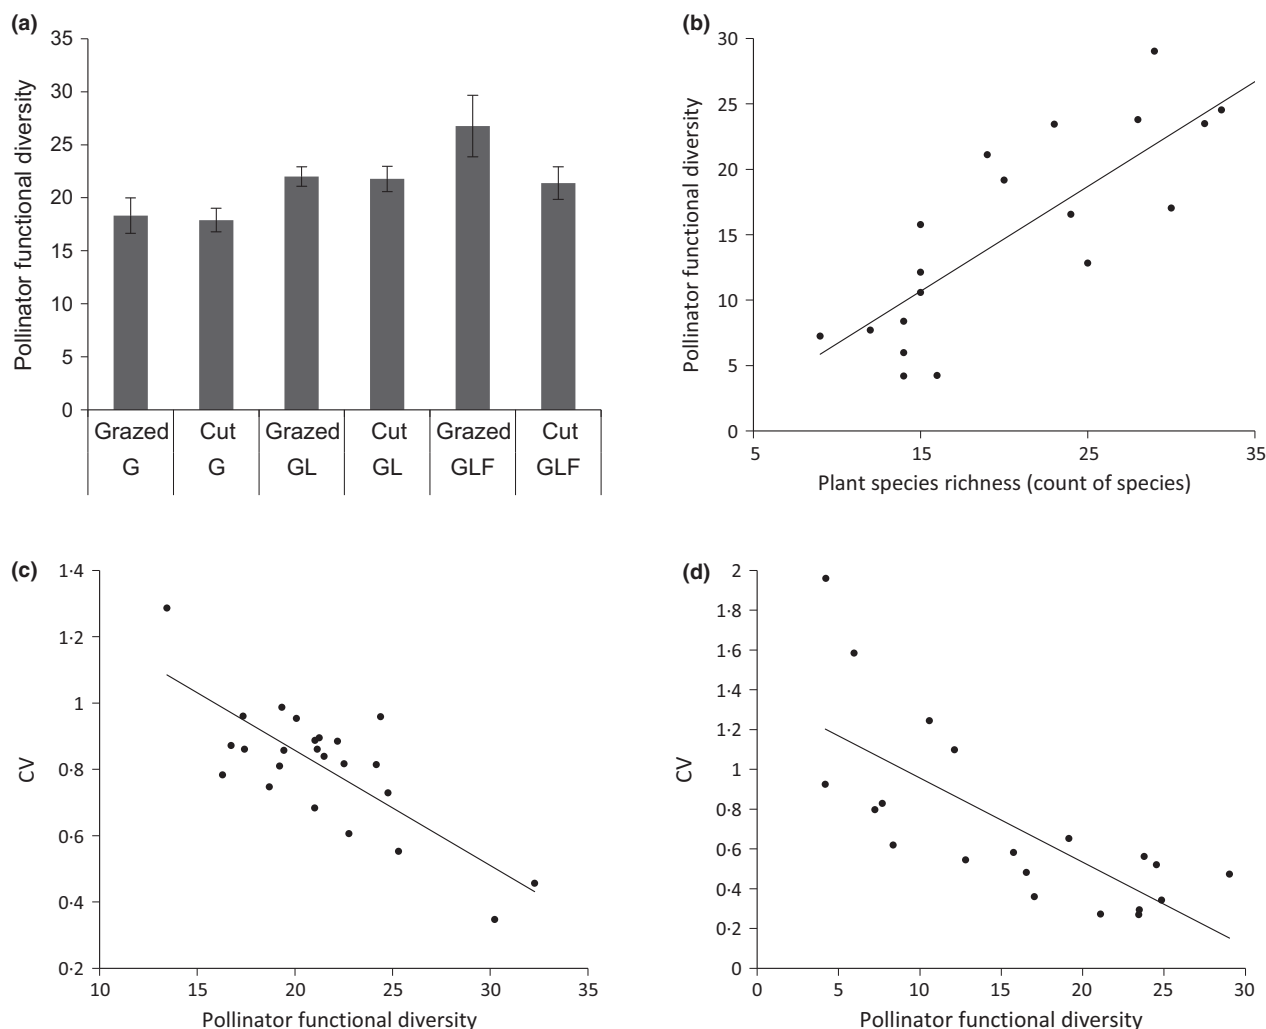 (a)
35
30
25
20
15
10
5
0
Pollinator functional diversity
Grazed Cut Grazed Cut Grazed Cut
G G GL GL GLF GLF
(b)
30
25
20
15
10
5
0
Pollinator functional diversity
5 15 25 35
Plant species richness (count of species)
(c)
1·4
1·2
1
0·8
0·6
0·4
0·2
CV
10 15 20 25 30 35
Pollinator functional diversity
(d)
2
1·8
1·6
1·4
1·2
1
0·8
0·6
0·4
0·2
0
CV
0 5 10 15 20 25 30
Pollinator functional diversity